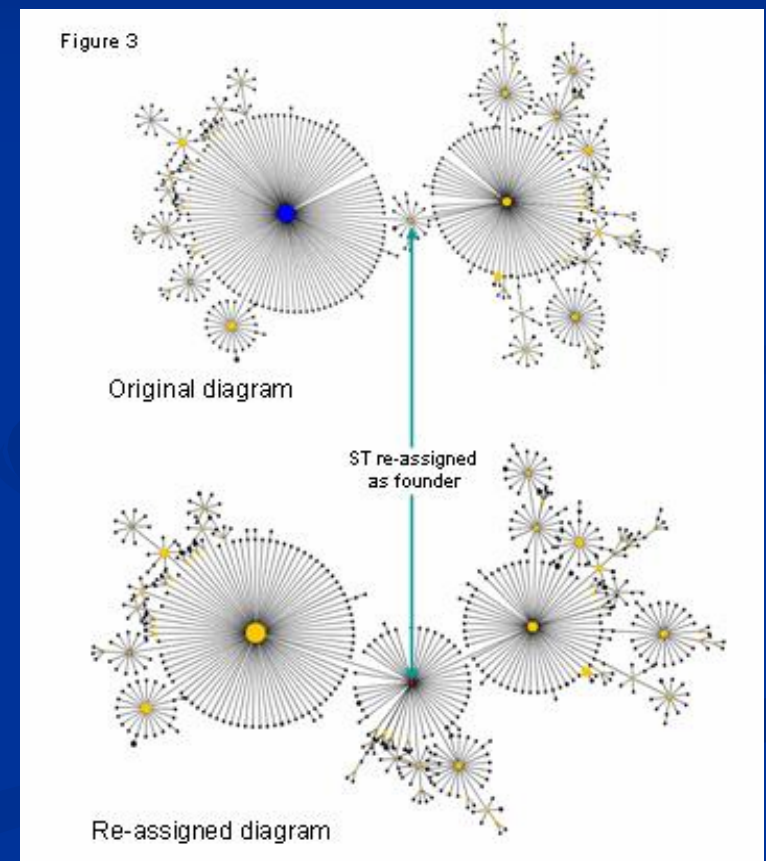 Figure 3
Original diagram
ST re-assigned
as founder
Re-assigned diagram